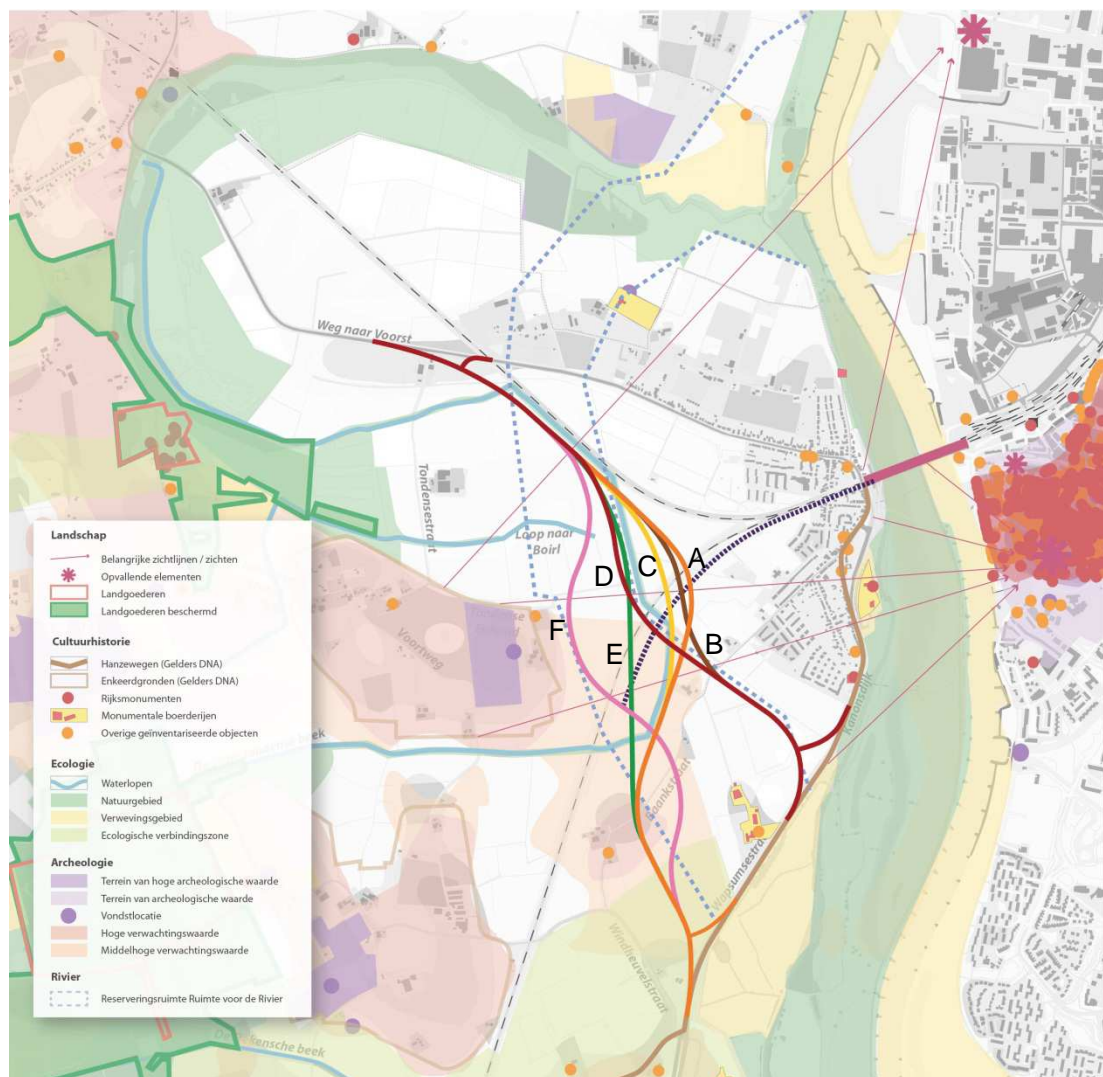 Weg naar Voorst
Tondensestraat
Loop naar
Boirl
A
C
D
B
F
E
Voortweg
Kanonsdijk
Windheuvelstraat
Landschap
Belangrijke zichtlijnen / zichten
Opvallende elementen
Landgoederen
Landgoederen beschermd
Cultuurhistorie
Hanzewegen (Gelders DNA)
Enkeerdgronden (Gelders DNA)
Rijksmonumenten
Monumentale boerderijen
Overige geïnventariseerde objecten
Ecologie
Waterlopen
Natuurgebied
Verwevingsgebied
Ecologische verbindingszone
Archeologie
Terrein van hoge archeologische waarde
Terrein van archeologische waarde
Vondstlocatie
Hoge verwachtingswaarde
Middelhoge verwachtingswaarde
Rivier
Reserveringsruimte Ruimte voor de Rivier